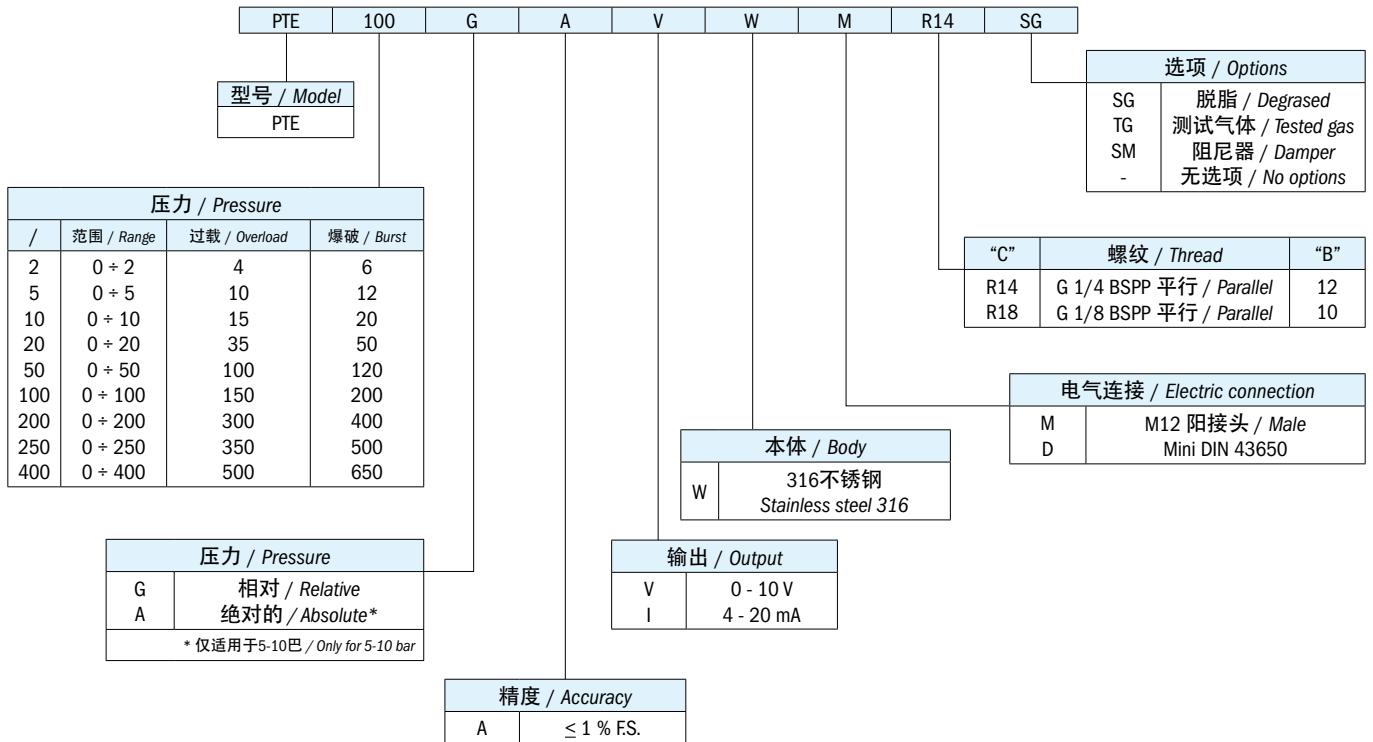 PTE 100 G A V W M R14 SG
型号 / Model
PTE
选项 / Options
SG 脱脂 / Degrased
TG 测试气体 / Tested gas
SM 阻尼器 / Damper
- 无选项 / No options
压力 / Pressure
/ 范围 / Range 过载 / Overload 爆破 / Burst
2 0 ÷ 2 4 6
5 0 ÷ 5 10 12
10 0 ÷ 10 15 20
20 0 ÷ 20 35 50
50 0 ÷ 50 100 120
100 0 ÷ 100 150 200
200 0 ÷ 200 300 400
250 0 ÷ 250 350 500
400 0 ÷ 400 500 650
“C” 螺纹 / Thread “B”
R14 G 1/4 BSPP 平行 / Parallel 12
R18 G 1/8 BSPP 平行 / Parallel 10
电气连接 / Electric connection
M M12 阳接头 / Male
D Mini DIN 43650
本体 / Body
W 316不锈钢
Stainless steel 316
压力 / Pressure
G 相对 / Relative
A 绝对的 / Absolute*
* 仅适用于5-10巴 / Only for 5-10 bar
输出 / Output
V 0 - 10 V
I 4 - 20 mA
精度 / Accuracy
A ≤ 1 % F.S.